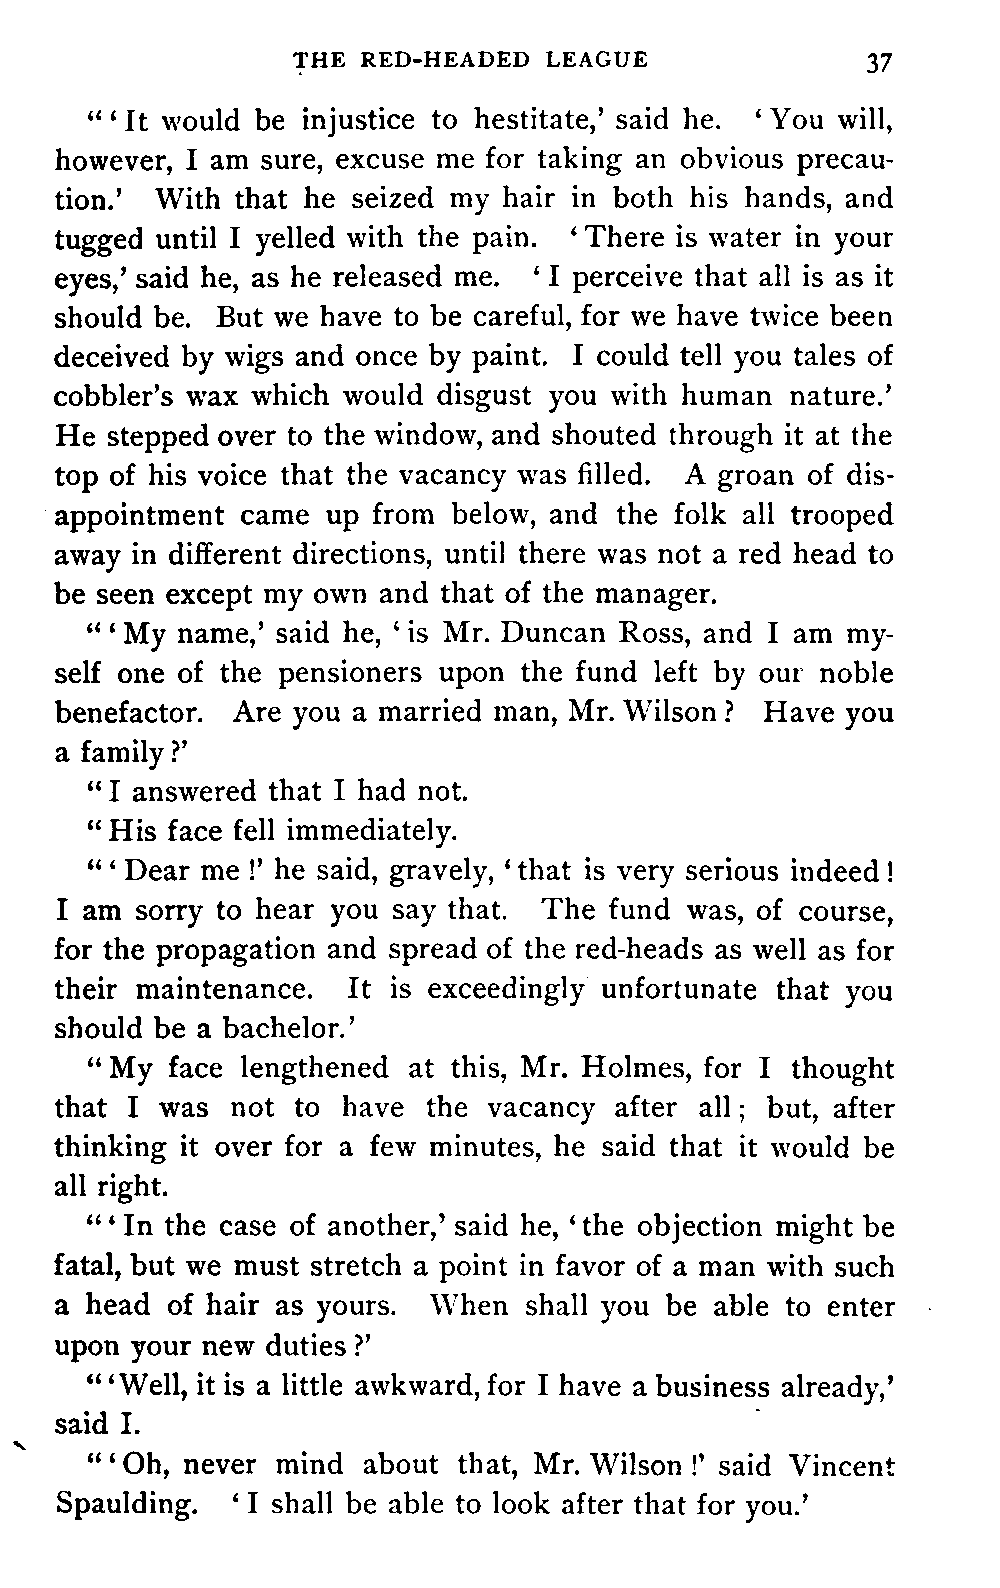 THE RED-HEADED LEAGUE 37
“‘It would be injustice to hestitate,’ said he. ‘You will,
however, I am sure, excuse me for taking an obvious precau-
tion.’ With that he seized my hair in both his hands, and
tugged until I yelled with the pain. ‘There is water in your
eyes,’ said he, as he released me. ‘I perceive that all is as it
should be. But we have to be careful, for we have twice been
deceived by wigs and once by paint. I could tell you tales of
cobbler’s wax which would disgust you with human nature.’
He stepped over to the window, and shouted through it at the
top of his voice that the vacancy was filled. A groan of dis-
appointment came up from below, and the folk all trooped
away in different directions, until there was not a red head to
be seen except my own and that of the manager.
“‘My name,’ said he, ‘is Mr. Duncan Ross, and I am my-
self one of the pensioners upon the fund left by our noble
benefactor. Are you a married man, Mr. Wilson? Have you
a family?’
“I answered that I had not.
“His face fell immediately.
“‘Dear me!’ he said, gravely, ‘that is very serious indeed!
I am sorry to hear you say that. The fund was, of course,
for the propagation and spread of the red-heads as well as for
their maintenance. It is exceedingly unfortunate that you
should be a bachelor.’
“My face lengthened at this, Mr. Holmes, for I thought
that I was not to have the vacancy after all; but, after
thinking it over for a few minutes, he said that it would be
all right.
“‘In the case of another,’ said he, ‘the objection might be
fatal, but we must stretch a point in favor of a man with such
a head of hair as yours. When shall you be able to enter
upon your new duties?’
“‘Well, it is a little awkward, for I have a business already,’
said I.
“‘Oh, never mind about that, Mr. Wilson!’ said Vincent
Spaulding. ‘I shall be able to look after that for you.’